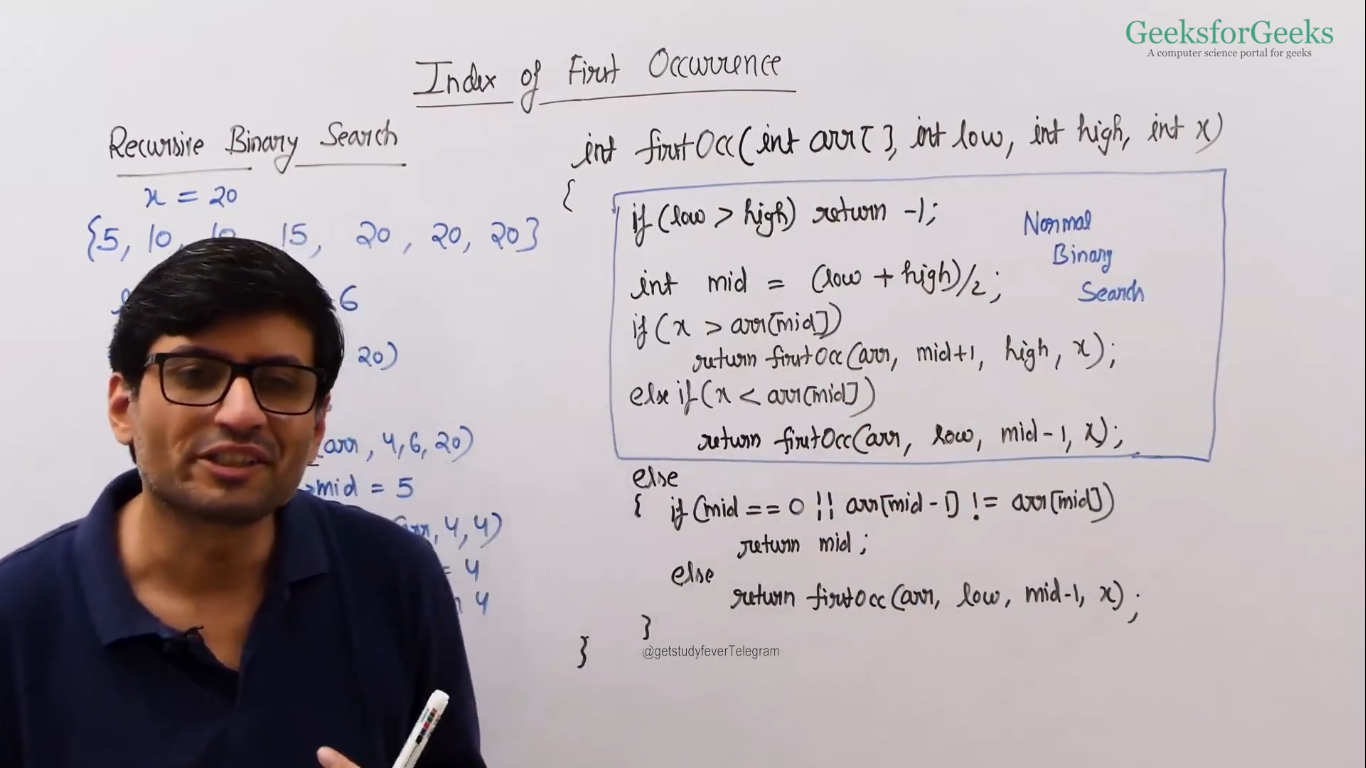 GeeksforGeeks
A computer science portal for geeks
Index of First Occurrence
Recursive Binary Search
x = 20
{5, 10, 10, 15, 20, 20, 20}
6
20)
(arr, 4, 6, 20)
mid = 5
4, 4)
= 4
4
int firstOcc(int arr[], int low, int high, int x)
{
if (low > high) return -1;
Normal
Binary
Search
int mid = (low + high)/2;
if (x > arr[mid])
return firstOcc(arr, mid+1, high, x);
else if (x < arr[mid])
return firstOcc(arr, low, mid-1, x);
else
{ if (mid == 0 || arr[mid-1] != arr[mid])
return mid;
else
return firstOcc(arr, low, mid-1, x);
}
}
@getstudyfeverTelegram